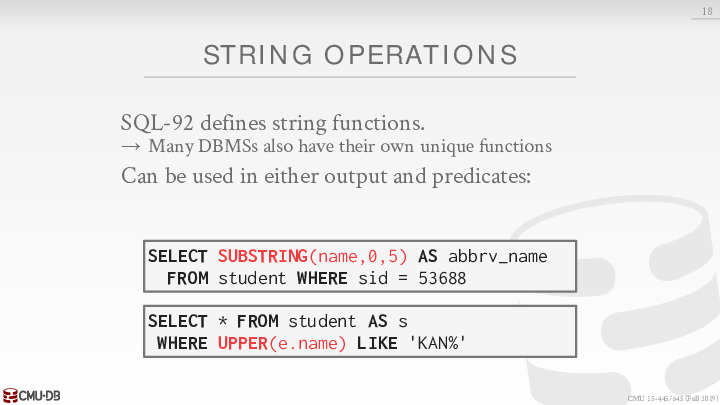 18
STRING OPERATIONS
SQL-92 defines string functions.
→ Many DBMSs also have their own unique functions
Can be used in either output and predicates:
SELECT SUBSTRING(name,0,5) AS abbrv_name
FROM student WHERE sid = 53688
SELECT * FROM student AS s
WHERE UPPER(e.name) LIKE 'KAN%'
CMU·DB
CMU 15-445/645 (Fall 2019)